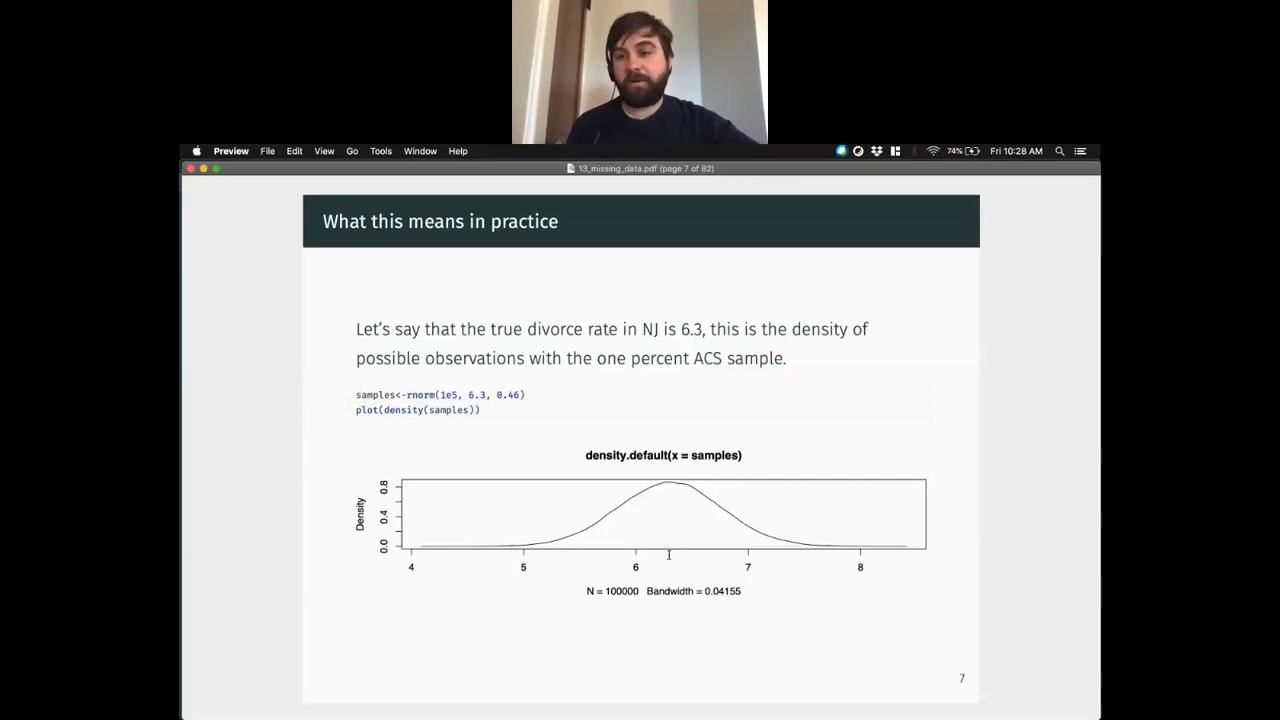 Preview File Edit View Go Tools Window Help 74% Fri 10:28 AM
13_missing_data.pdf (page 7 of 82)
What this means in practice
Let's say that the true divorce rate in NJ is 6.3, this is the density of
possible observations with the one percent ACS sample.
samples<-rnorm(1e5, 6.3, 0.46)
plot(density(samples))
density.default(x = samples)
Density
0.0 0.4 0.8
4 5 6 7 8
N = 100000 Bandwidth = 0.04155
7